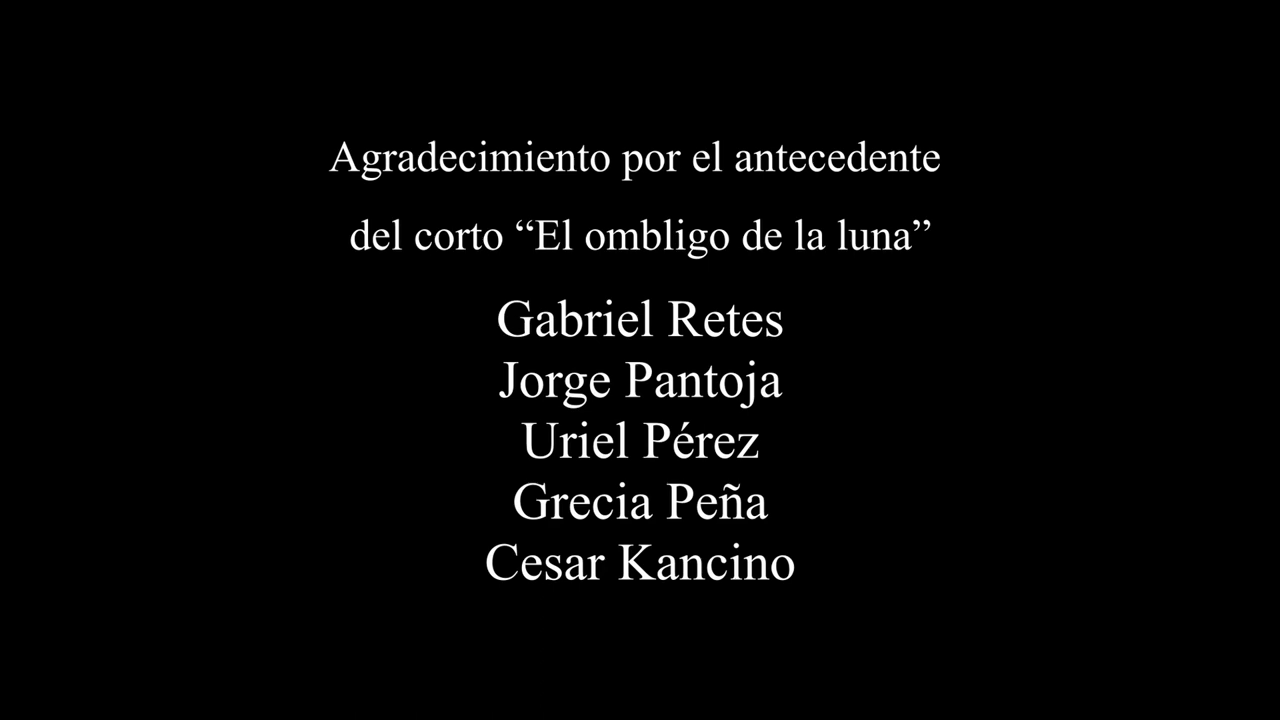 Agradecimiento por el antecedente
del corto “El ombligo de la luna”
Gabriel Retes
Jorge Pantoja
Uriel Pérez
Grecia Peña
Cesar Kancino